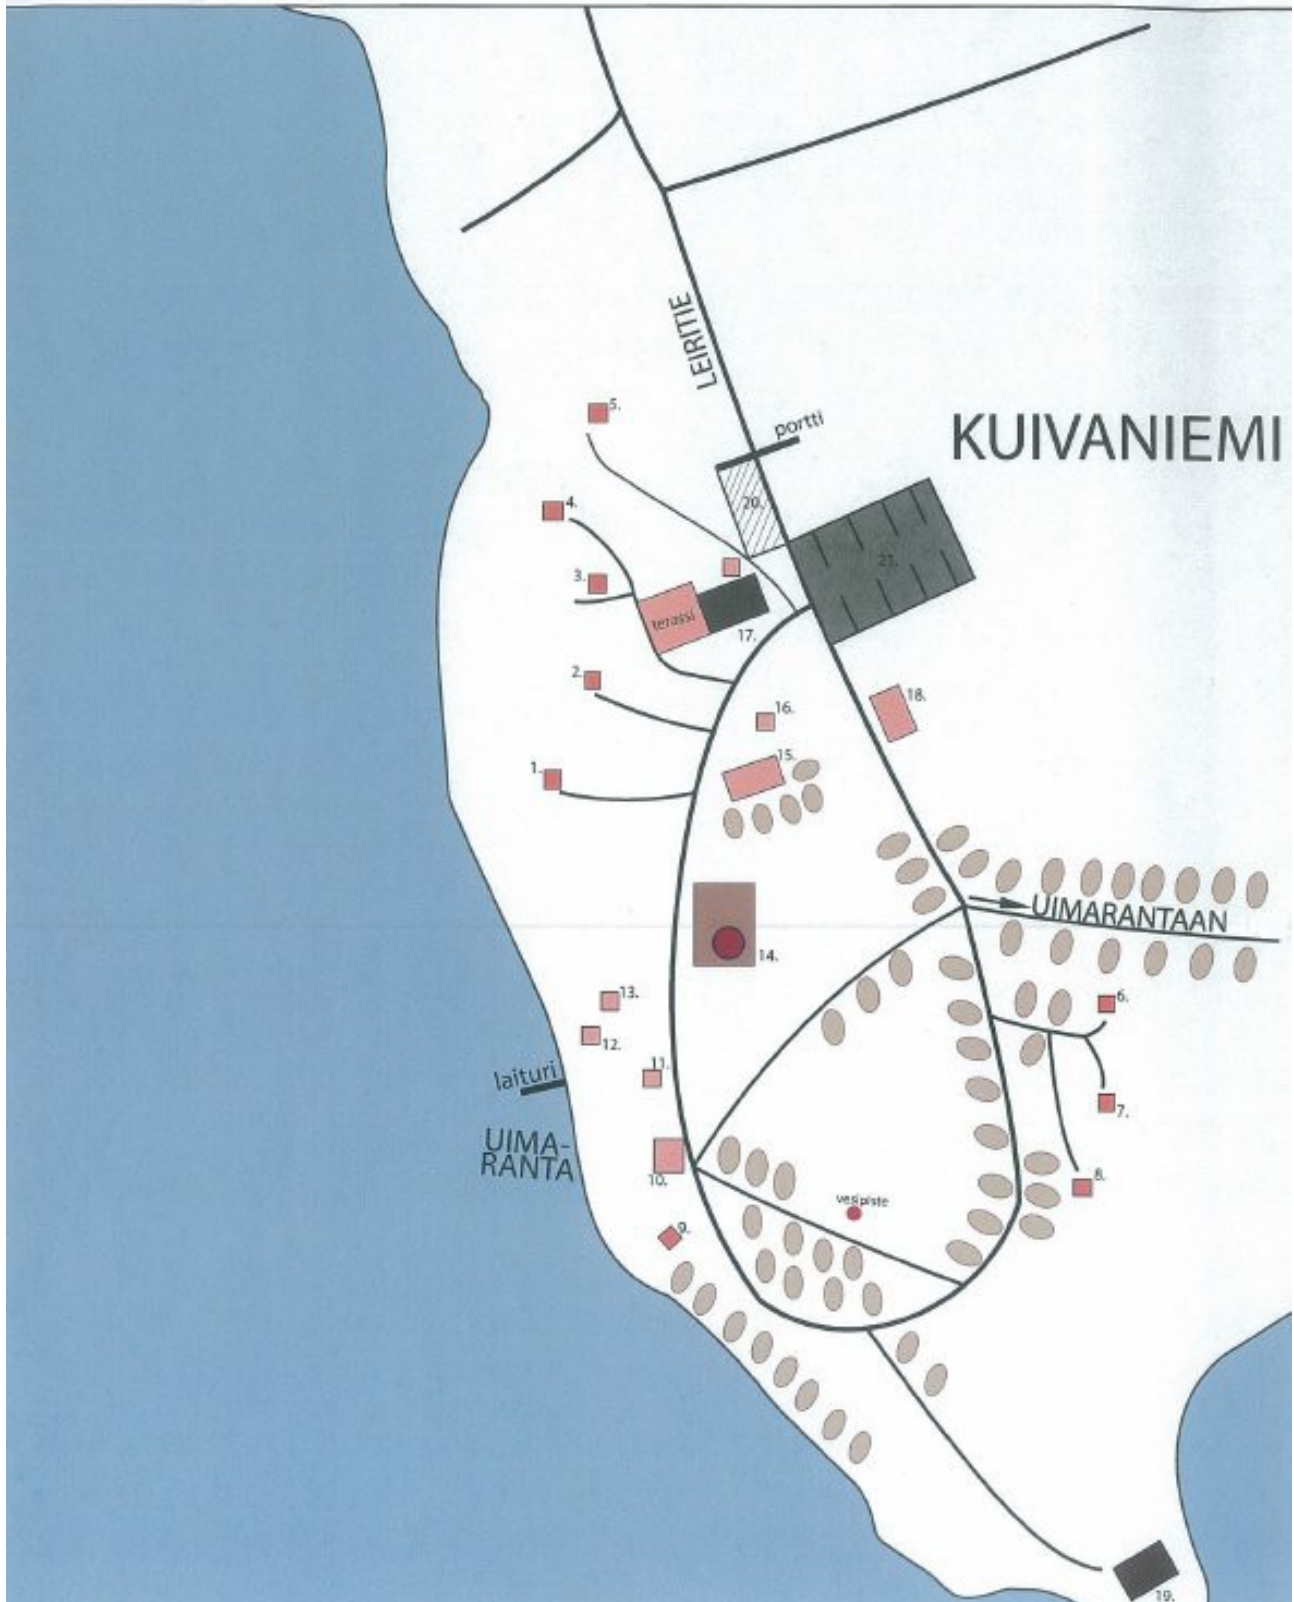 LEIRITIE
portti
KUIVANIEMI
5.
4.
20.
21.
3.
terassi
17.
2.
18.
16.
15.
1.
UIMARANTAAN
14.
13.
6.
12.
11.
laituri
7.
UIMA-
RANTA
10.
8.
vesipiste
9.
19.